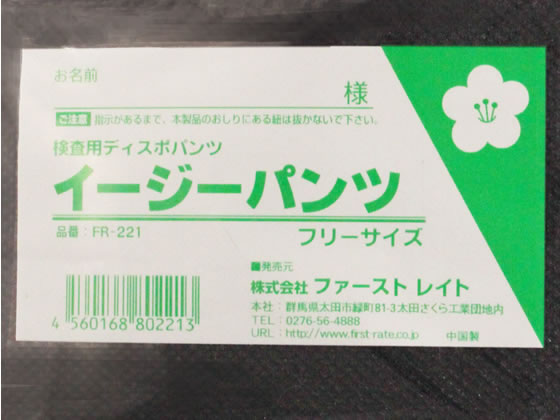 お名前
様
ご注意 指示があるまで、本製品のおしりにある紐は抜かないで下さい。
検査用ディスポパンツ
イージーパンツ
品番：FR-221
フリーサイズ
■発売元
株式会社 ファースト レイト
本社：群馬県太田市緑町81-3太田さくら工業団地内
TEL：0276-56-4888
URL：http://www.first-rate.co.jp
中国製
4 560168 802213